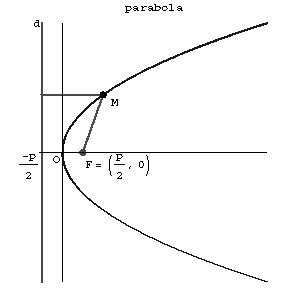 parabola
d
M
-P/2
O
F = (P/2, 0)